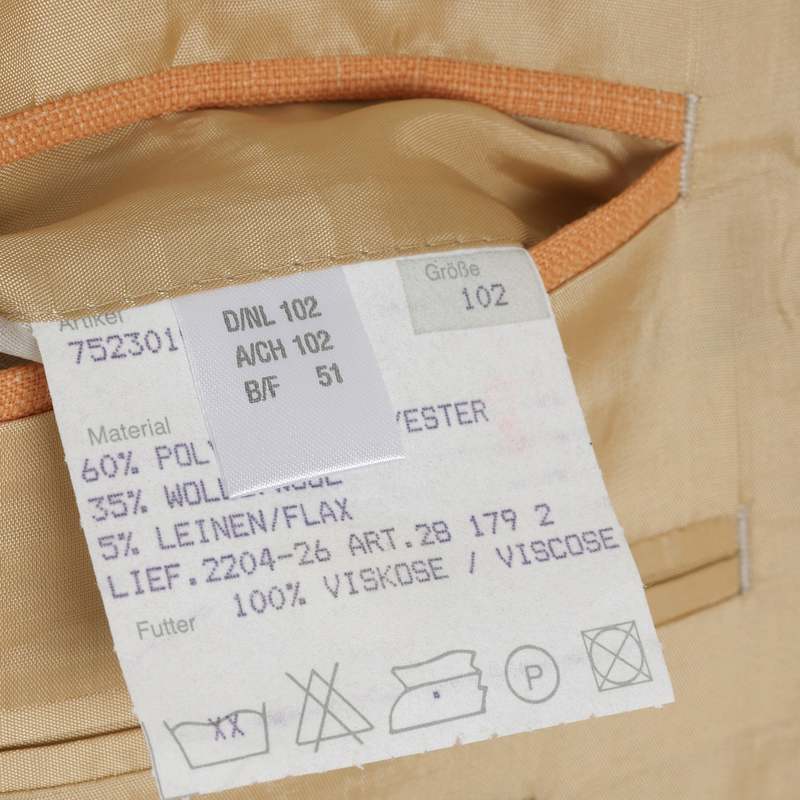 Artikel
752301
D/NL 102
A/CH 102
B/F 51
Größe
102
Material
60% POLY YESTER
35% WOLLE
5% LEINEN/FLAX
LIEF.2204-26 ART.28 179 2
100% VISKOSE / VISCOSE
Futter
XX
P